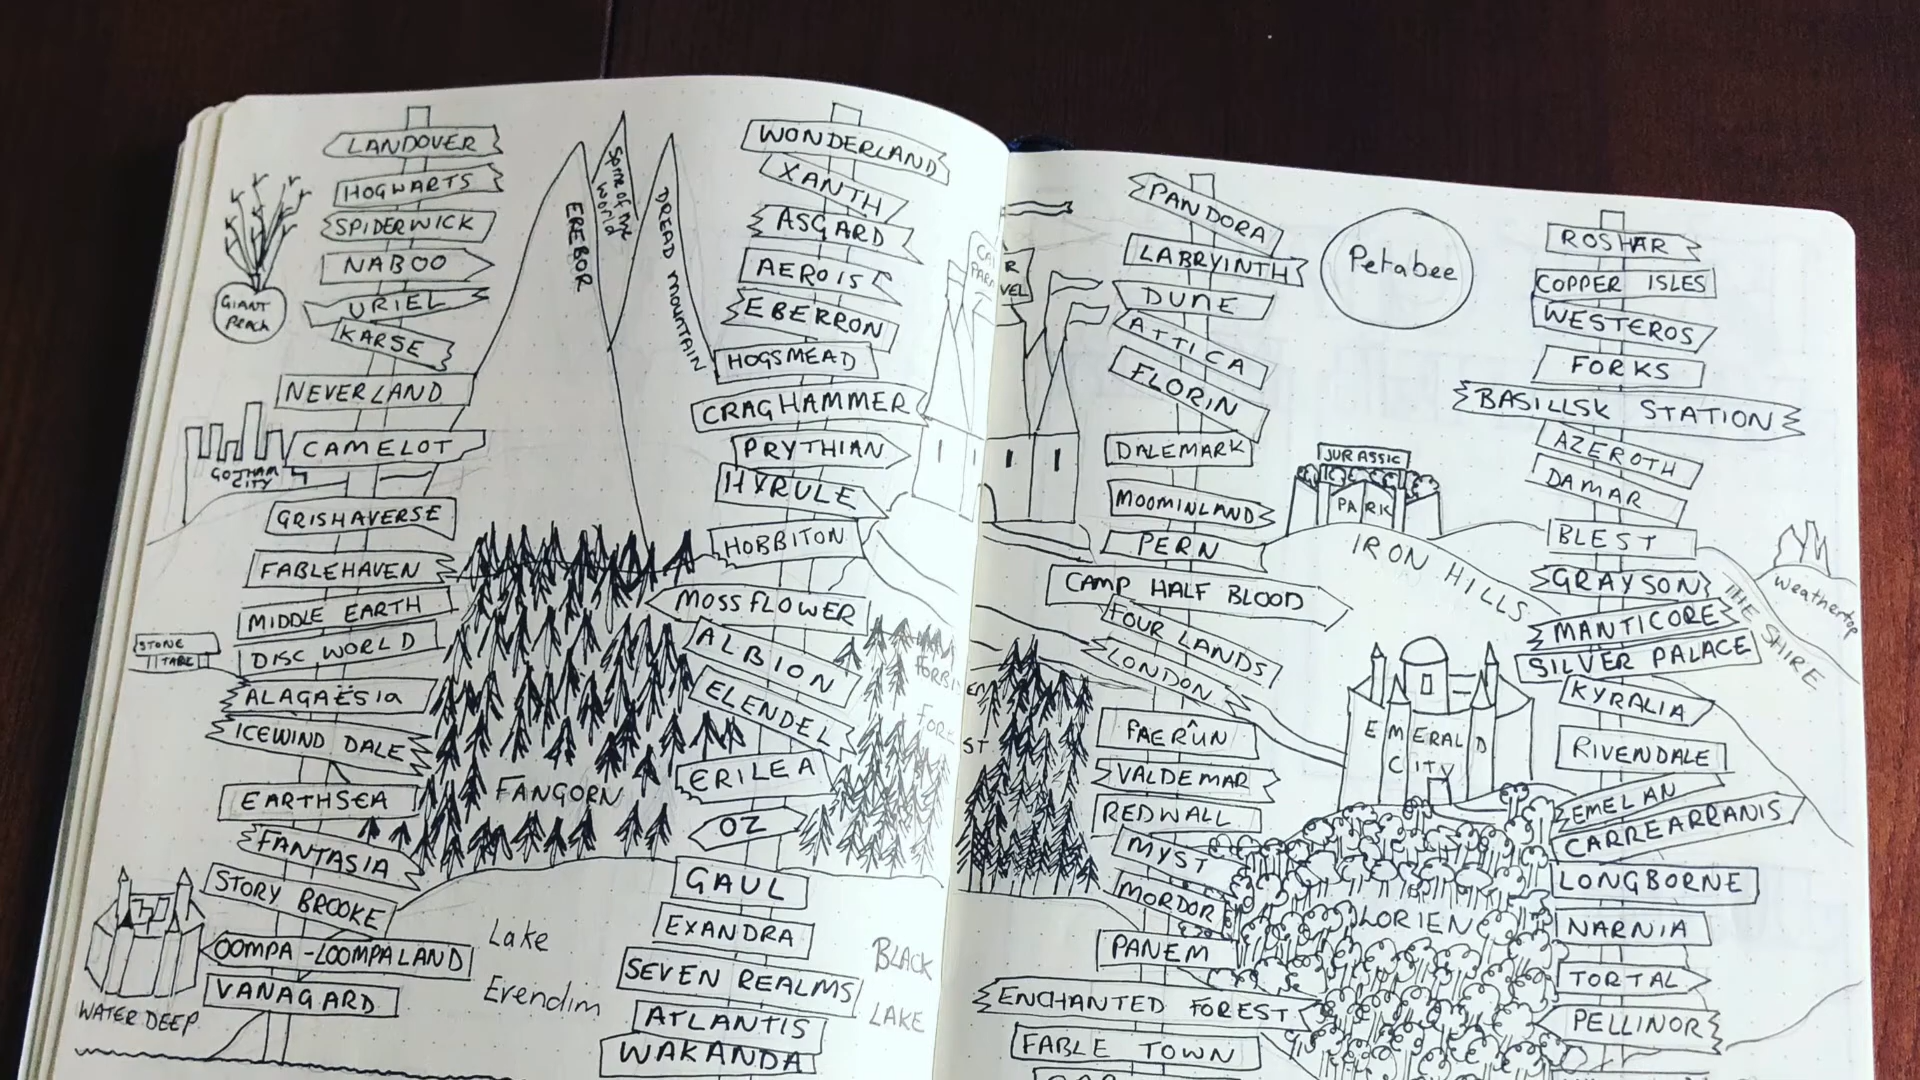 LANDOVER
HOGWARTS
SPIDERWICK
NABOO
URIEL
KARSE
NEVERLAND
CAMELOT
GRISHAVERSE
FABLEHAVEN
MIDDLE EARTH
DISC WORLD
ALAGAËSIA
ICEWIND DALE
EARTHSEA
FANTASIA
STORY BROOKE
OOMPA-LOOMPALAND
VANAGARD
GIANT
Peach
GOTHAM
CITY
STONE
TABLE
WATER DEEP
EREBOR
Some of me
World
DREAD MOUNTAIN
FANGORN
Lake
Evendim
WONDERLAND
XANTH
ASGARD
AEROIS
EBERRON
HOGSMEAD
CRAGHAMMER
PRYTHIAN
HYRULE
HOBBITON
MOSSFLOWER
ALBION
ELENDEL
ERILEA
OZ
GAUL
EXANDRA
SEVEN REALMS
ATLANTIS
WAKANDA
BLACK
LAKE
PANDORA
LABRYINTH
DUNE
ATTICA
FLORIN
DALEMARK
MOOMINLAND
PERN
CAMP HALF BLOOD
FOUR LANDS
LONDON
FAERÛN
VALDEMAR
REDWALL
MYST
MORDOR
PANEM
ENCHANTED FOREST
FABLE TOWN
Petabee
JURASSIC
PARK
IRON HILLS
EMERALD
CITY
LORIEN
ROSHAR
COPPER ISLES
WESTEROS
FORKS
BASILISK STATION
AZEROTH
DAMAR
BLEST
GRAYSON
MANTICORE
SILVER PALACE
KYRALIA
RIVENDALE
EMELAN
CARREARRANIS
LONGBORNE
NARNIA
TORTAL
PELLINOR
THE SHIRE
Weathertop